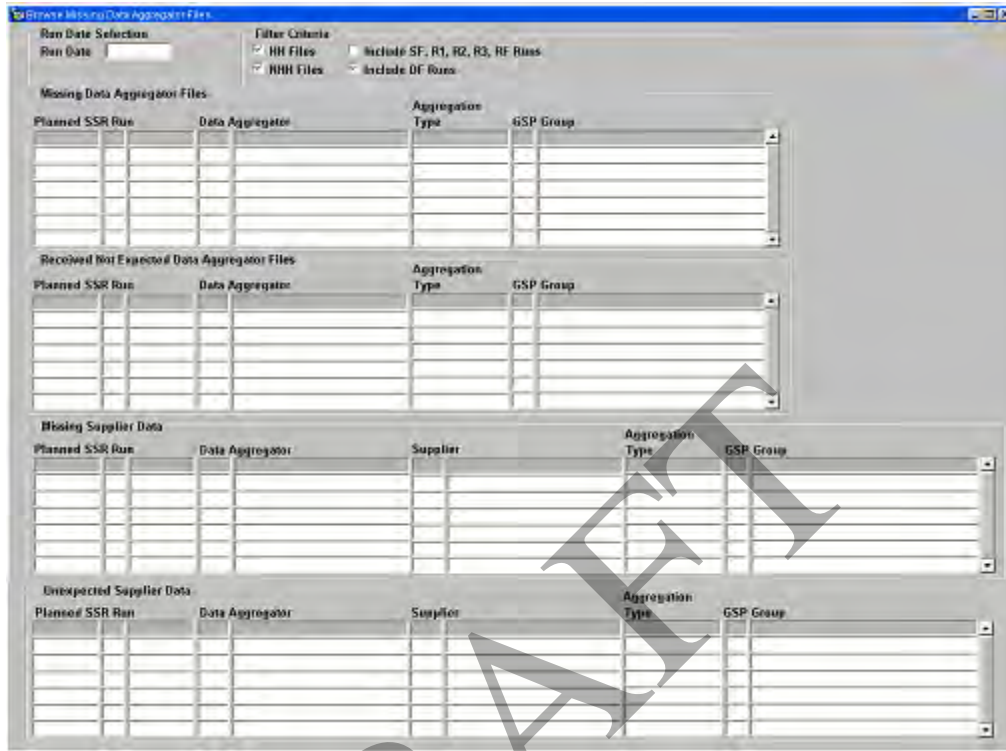 Browse Missing Data Aggregator Files
Run Date Selection
Run Date
Filter Criteria
HH Files
Include SF, R1, R2, R3, RF Runs
NHH Files
Include DF Runs
Missing Data Aggregator Files
Planned SSR Run Data Aggregator Aggregation Type GSP Group
Received Not Expected Data Aggregator Files
Planned SSR Run Data Aggregator Aggregation Type GSP Group
Missing Supplier Data
Planned SSR Run Data Aggregator Supplier Aggregation Type GSP Group
Unexpected Supplier Data
Planned SSR Run Data Aggregator Supplier Aggregation Type GSP Group
DRAFT